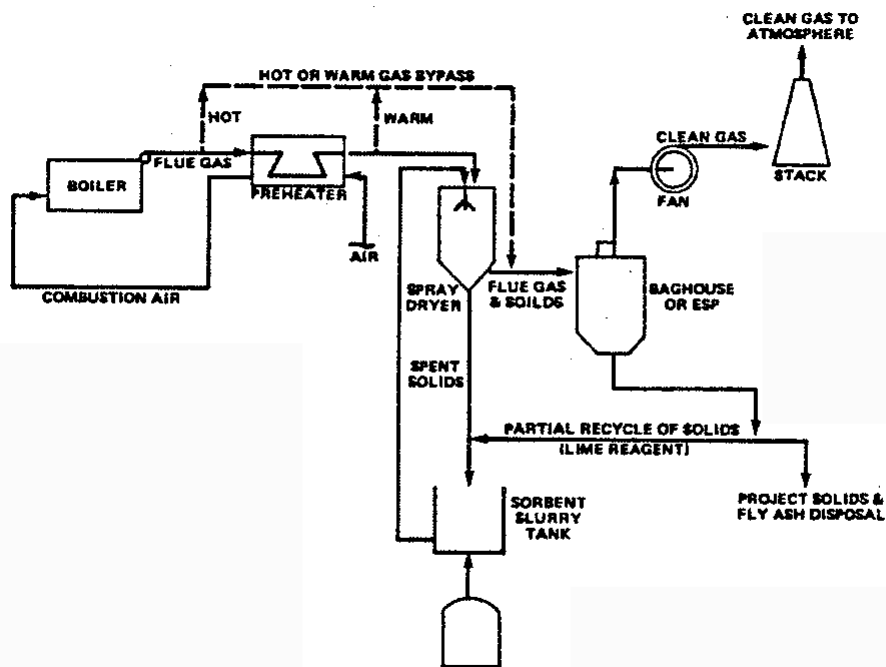 CLEAN GAS TO
ATMOSPHERE
HOT OR WARM GAS BYPASS
HOT
WARM
CLEAN GAS
FLUE GAS
BOILER
PREHEATER
STACK
FAN
AIR
COMBUSTION AIR
SPRAY
DRYER
FLUE GAS
& SOILDS
BAGHOUSE
OR ESP
SPENT
SOLIDS
PARTIAL RECYCLE OF SOLIDS
(LIME REAGENT)
SORBENT
SLURRY
TANK
PROJECT SOLIDS &
FLY ASH DISPOSAL